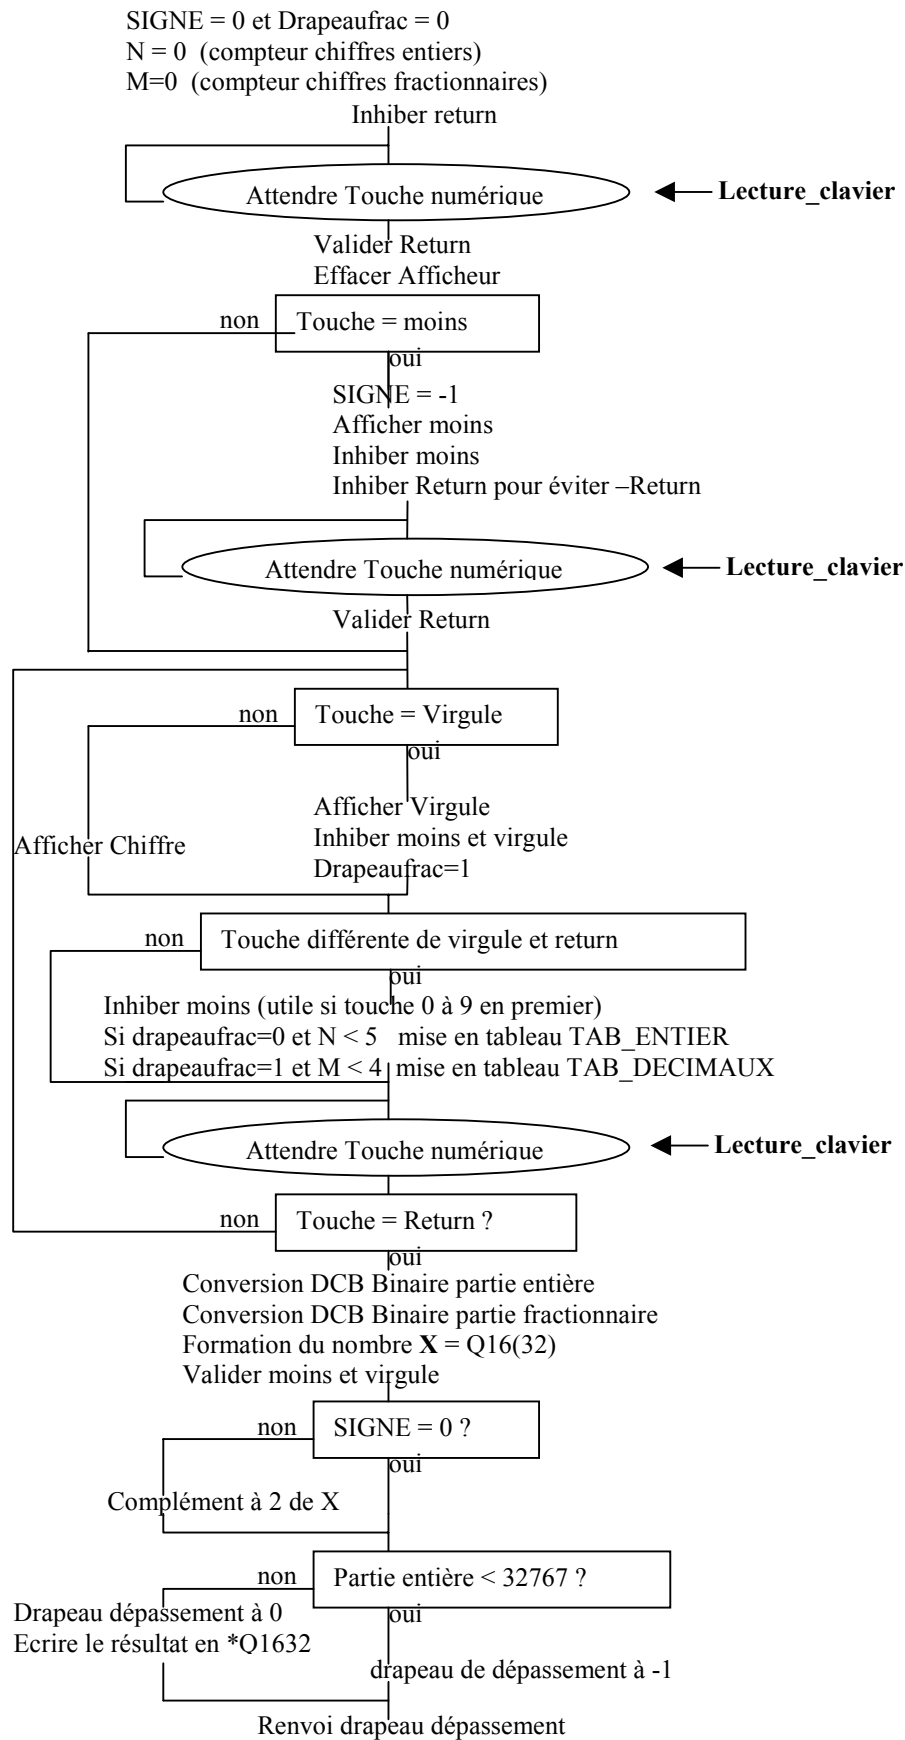 SIGNE = 0 et Drapeaufrac = 0
N = 0 (compteur chiffres entiers)
M=0 (compteur chiffres fractionnaires)
Inhiber return
Attendre Touche numérique
Lecture_clavier
Valider Return
Effacer Afficheur
non
Touche = moins
oui
SIGNE = -1
Afficher moins
Inhiber moins
Inhiber Return pour éviter –Return
Attendre Touche numérique
Lecture_clavier
Valider Return
non
Touche = Virgule
oui
Afficher Virgule
Inhiber moins et virgule
Drapeaufrac=1
Afficher Chiffre
non
Touche différente de virgule et return
oui
Inhiber moins (utile si touche 0 à 9 en premier)
Si drapeaufrac=0 et N < 5 mise en tableau TAB_ENTIER
Si drapeaufrac=1 et M < 4 mise en tableau TAB_DECIMAUX
Attendre Touche numérique
Lecture_clavier
non
Touche = Return ?
oui
Conversion DCB Binaire partie entière
Conversion DCB Binaire partie fractionnaire
Formation du nombre X = Q16(32)
Valider moins et virgule
non
SIGNE = 0 ?
oui
Complément à 2 de X
non
Partie entière < 32767 ?
oui
Drapeau dépassement à 0
Ecrire le résultat en *Q1632
drapeau de dépassement à -1
Renvoi drapeau dépassement